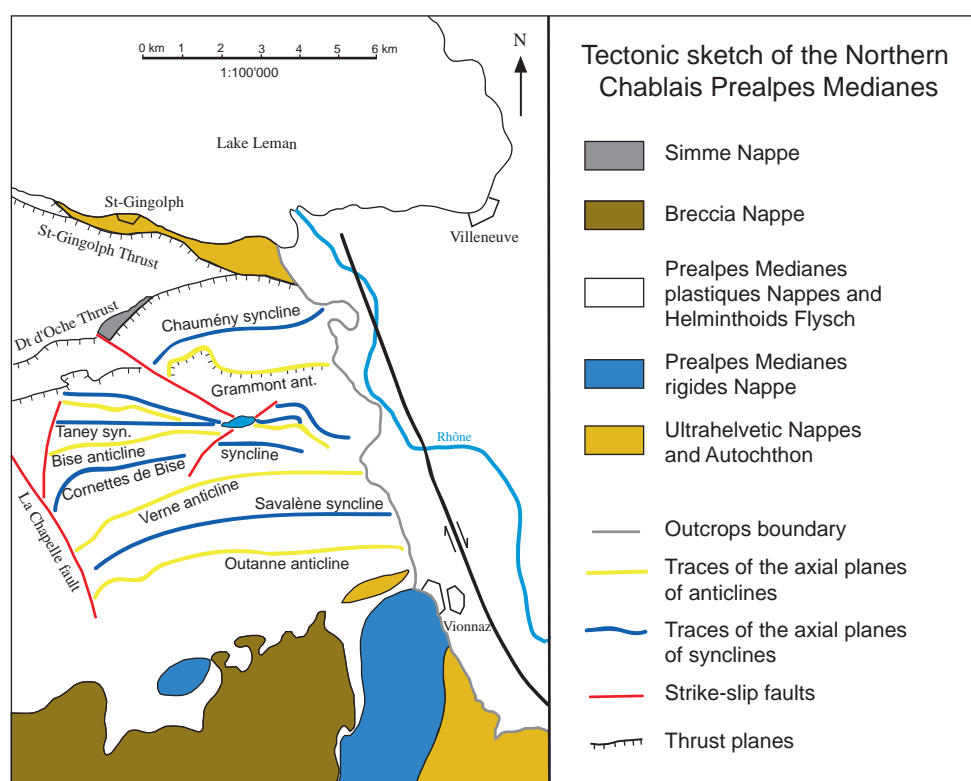 0 km 1 2 3 4 5 6 km
1:100'000
N
Lake Leman
St-Gingolph
St-Gingolph Thrust
Villeneuve
Dt d'Oche Thrust
Chaumény syncline
Grammont ant.
Taney syn.
Bise anticline
syncline
Rhône
Cornettes de Bise
Verne anticline
Savalène syncline
La Chapelle fault
Outanne anticline
Vionnaz
Tectonic sketch of the Northern
Chablais Prealpes Medianes
Simme Nappe
Breccia Nappe
Prealpes Medianes
plastiques Nappes and
Helminthoids Flysch
Prealpes Medianes
rigides Nappe
Ultrahelvetic Nappes
and Autochthon
Outcrops boundary
Traces of the axial planes
of anticlines
Traces of the axial planes
of synclines
Strike-slip faults
Thrust planes